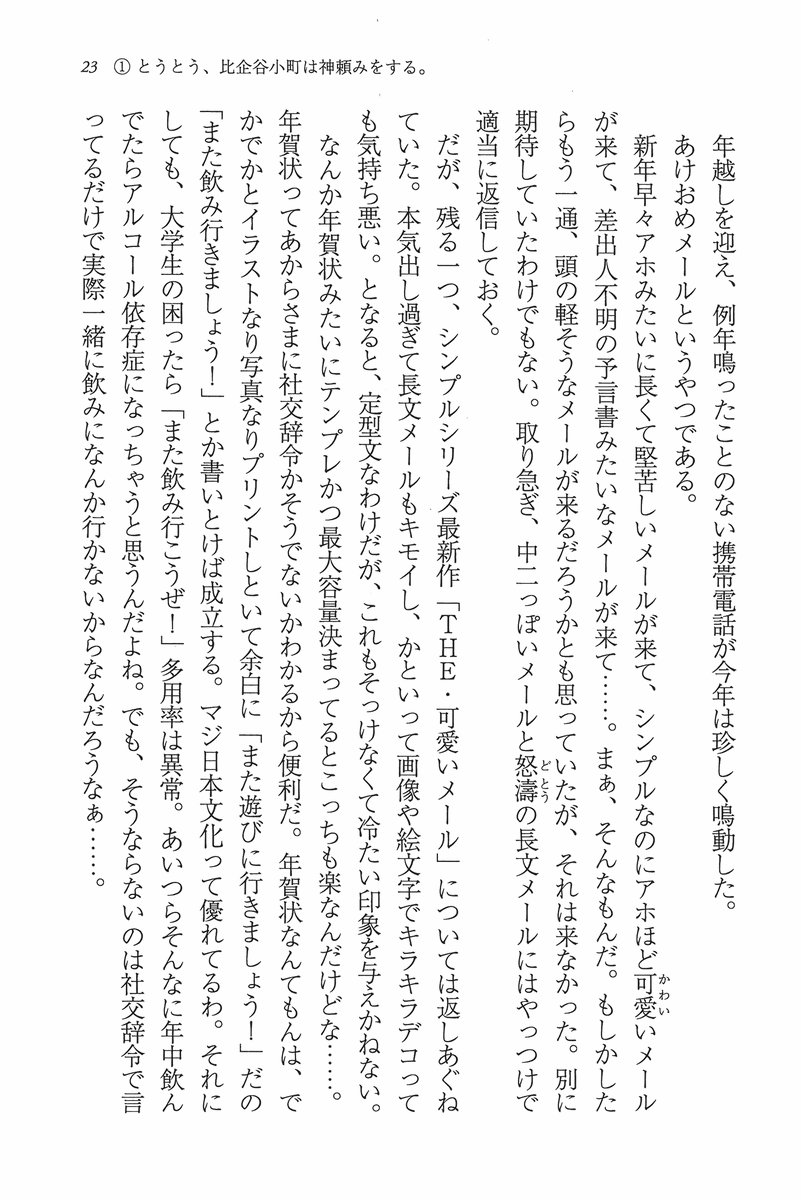 23 ① とうとう、比企谷小町は神頼みをする。
年越しを迎え、例年鳴ったことのない携帯電話が今年は珍しく鳴動した。
あけおめメールというやつである。
新年早々アホみたいに長くて堅苦しいメールが来て、シンプルなのにアホほど可愛いメール
が来て、差出人不明の予言書みたいなメールが来て……。まぁ、そんなもんだ。もしかした
らもう一通、頭の軽そうなメールが来るだろうかとも思っていたが、それは来なかった。別に
期待していたわけでもない。取り急ぎ、中二っぽいメールと怒濤の長文メールにはやっつけで
適当に返信しておく。
だが、残る一つ、シンプルシリーズ最新作「THE・可愛いメール」については返しあぐね
ていた。本気出し過ぎて長文メールもキモイし、かといって画像や絵文字でキラキラデコって
も気持ち悪い。となると、定型文なわけだが、これもそっけなくて冷たい印象を与えかねない。
なんか年賀状みたいにテンプレかつ最大容量決まってるとこっちも楽なんだけどな……。
年賀状ってあからさまに社交辞令かそうでないかわかるから便利だ。年賀状なんてもんは、で
かでかとイラストなり写真なりプリントしといて余白に「また遊びに行きましょう！」だの
「また飲み行きましょう！」とか書いとけば成立する。マジ日本文化って優れてるわ。それに
しても、大学生の困ったら「また飲み行こうぜ！」多用率は異常。あいつらそんなに年中飲ん
でたらアルコール依存症になっちゃうと思うんだよね。でも、そうならないのは社交辞令で言
ってるだけで実際一緒に飲みになんか行かないからなんだろうなぁ……。
かわい
どとう